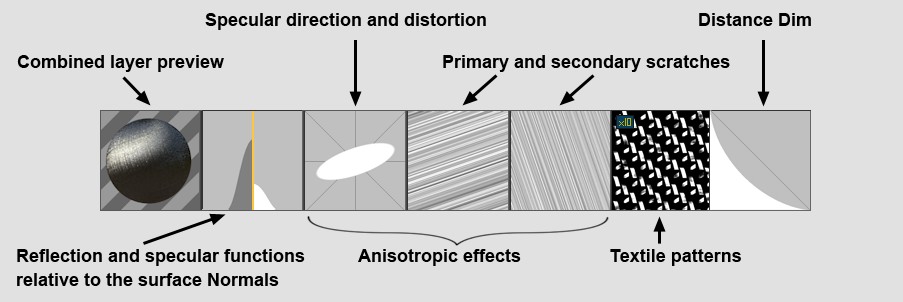 Specular direction and distortion
Distance Dim
Combined layer preview
Primary and secondary scratches
x10
Reflection and specular functions
relative to the surface Normals
Anisotropic effects
Textile patterns